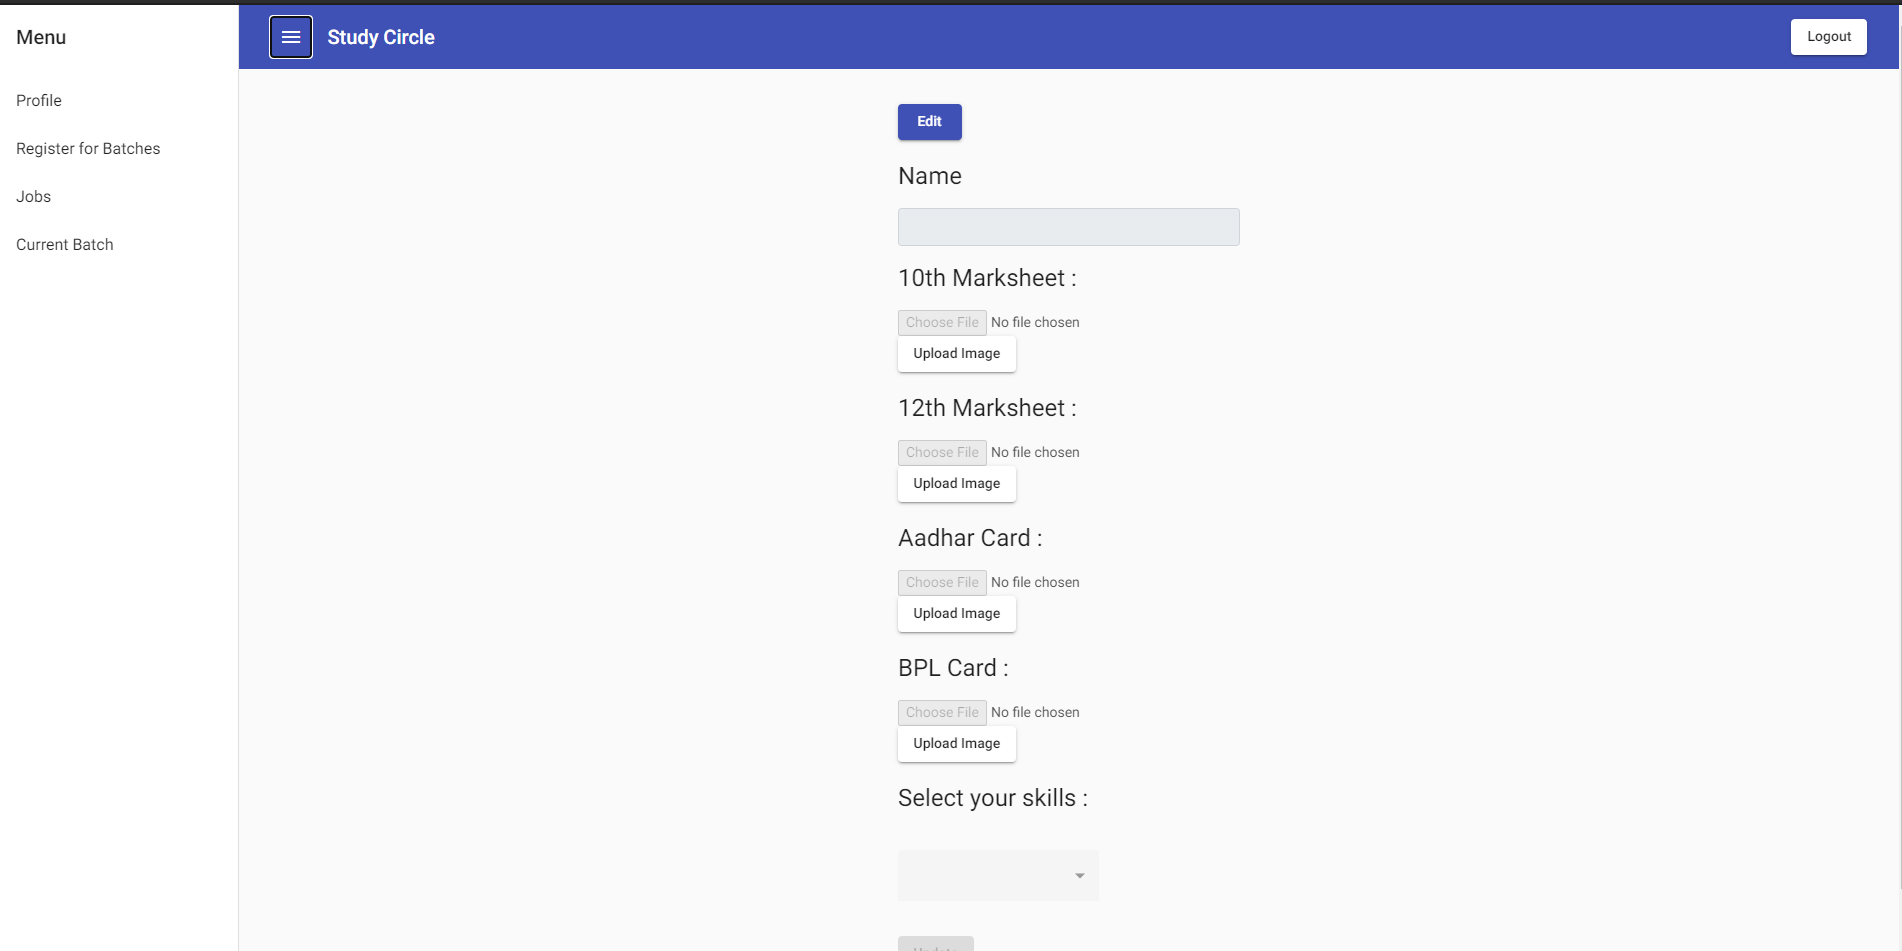 Menu
Study Circle
Logout
Profile
Register for Batches
Jobs
Current Batch
Edit
Name
10th Marksheet :
Choose File No file chosen
Upload Image
12th Marksheet :
Choose File No file chosen
Upload Image
Aadhar Card :
Choose File No file chosen
Upload Image
BPL Card :
Choose File No file chosen
Upload Image
Select your skills :